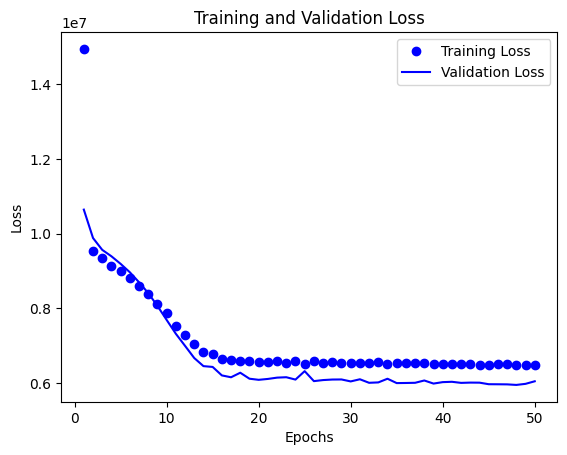 Training and Validation Loss
1e7
Training Loss
Validation Loss
1.4
1.2
1.0
0.8
0.6
Loss
0 10 20 30 40 50
Epochs